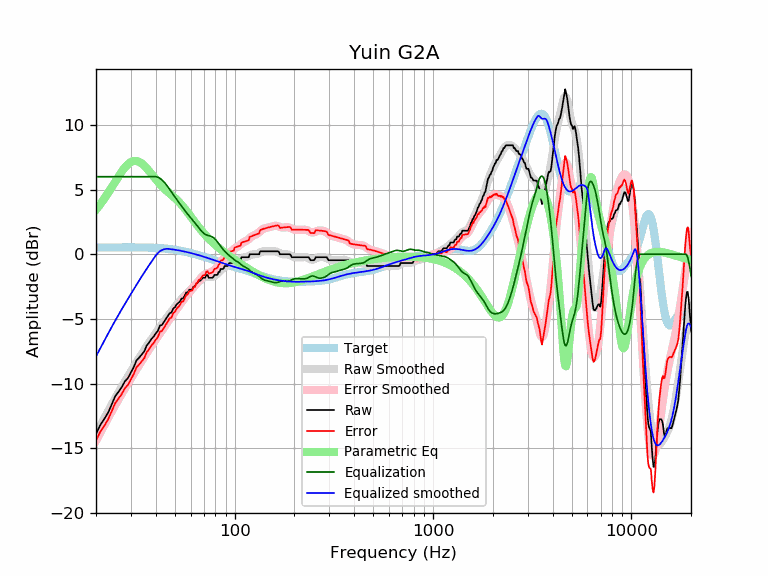 Yuin G2A
Amplitude (dBr)
10
5
0
−5
−10
−15
−20
Target
Raw Smoothed
Error Smoothed
Raw
Error
Parametric Eq
Equalization
Equalized smoothed
100
1000
10000
Frequency (Hz)